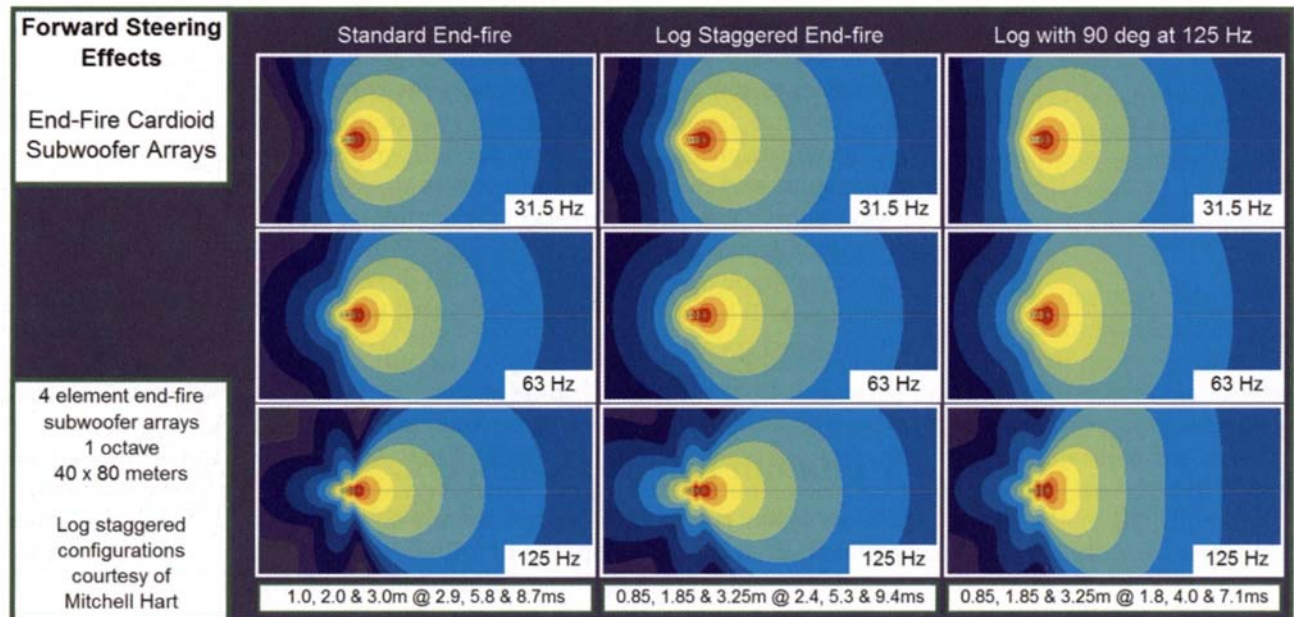 Forward Steering
Effects
End-Fire Cardioid
Subwoofer Arrays
4 element end-fire
subwoofer arrays
1 octave
40 x 80 meters
Log staggered
configurations
courtesy of
Mitchell Hart
Standard End-fire
Log Staggered End-fire
Log with 90 deg at 125 Hz
31.5 Hz
31.5 Hz
31.5 Hz
63 Hz
63 Hz
63 Hz
125 Hz
125 Hz
125 Hz
1.0, 2.0 & 3.0m @ 2.9, 5.8 & 8.7ms
0.85, 1.85 & 3.25m @ 2.4, 5.3 & 9.4ms
0.85, 1.85 & 3.25m @ 1.8, 4.0 & 7.1ms